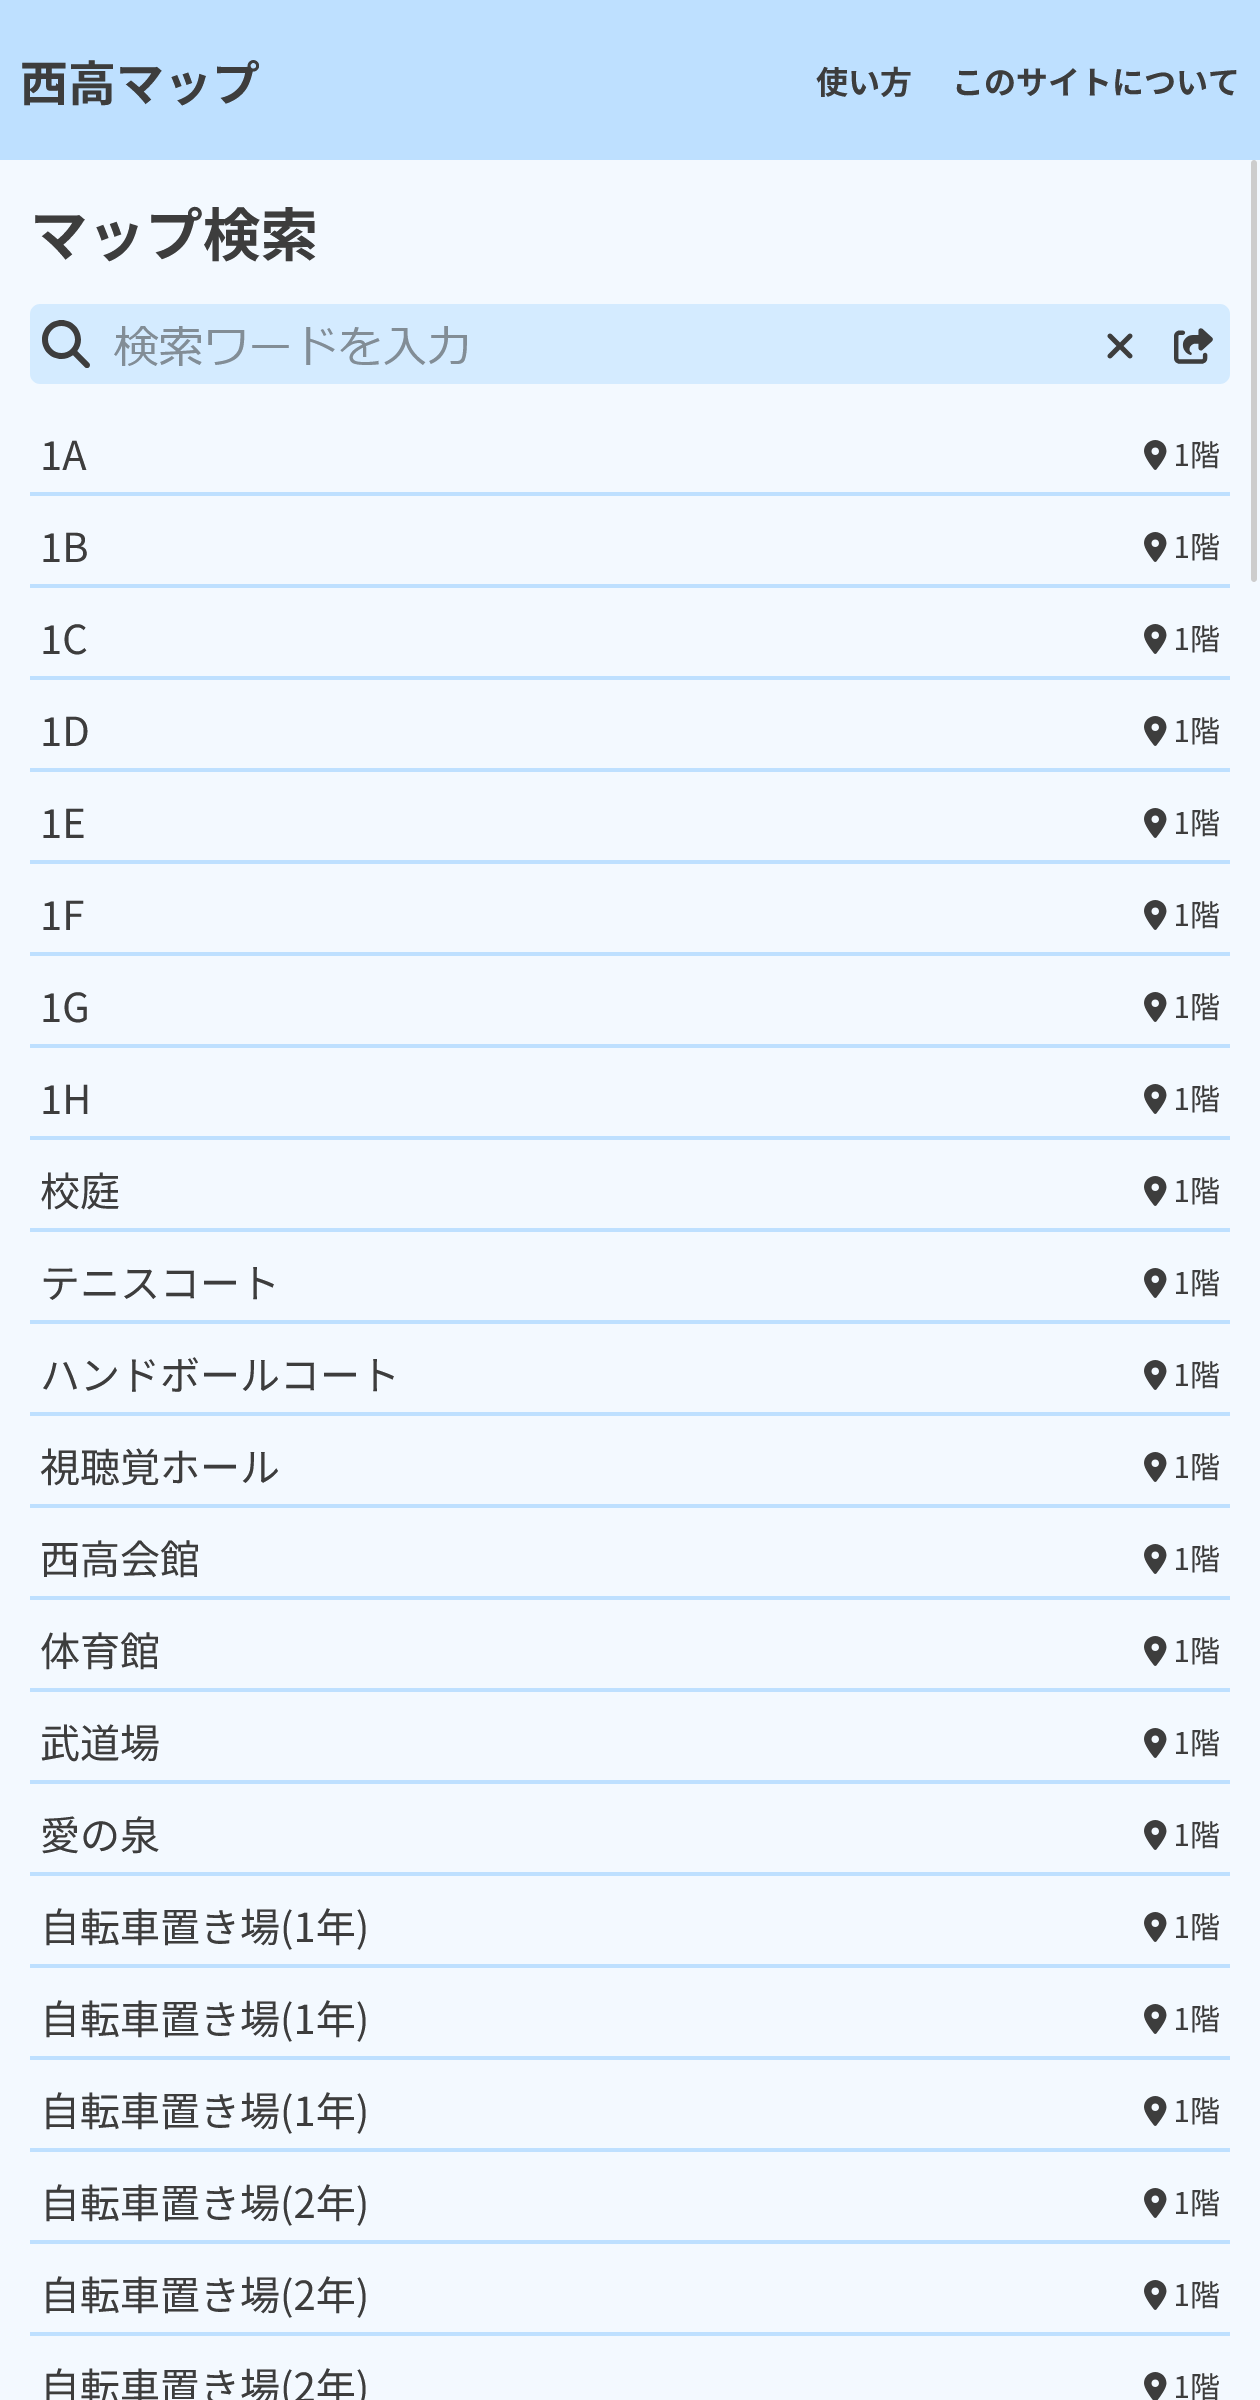 西高マップ
使い方 このサイトについて
マップ検索
検索ワードを入力
1A 1階
1B 1階
1C 1階
1D 1階
1E 1階
1F 1階
1G 1階
1H 1階
校庭 1階
テニスコート 1階
ハンドボールコート 1階
視聴覚ホール 1階
西高会館 1階
体育館 1階
武道場 1階
愛の泉 1階
自転車置き場(1年) 1階
自転車置き場(1年) 1階
自転車置き場(1年) 1階
自転車置き場(2年) 1階
自転車置き場(2年) 1階
自転車置き場(2年) 1階